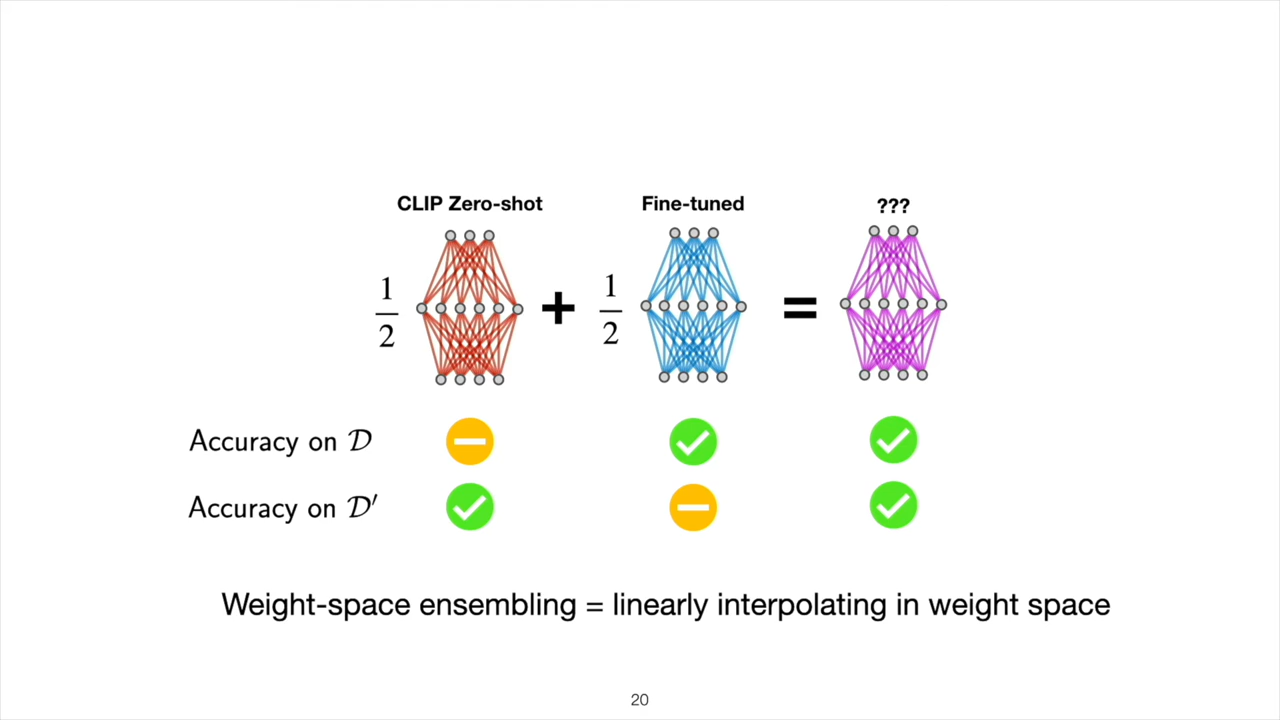 CLIP Zero-shot
Fine-tuned
???
1/2
+
1/2
=
Accuracy on 𝒟
Accuracy on 𝒟′
Weight-space ensembling = linearly interpolating in weight space
20